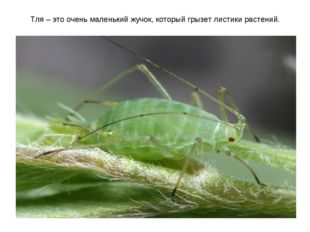 Тля – это очень маленький жучок, который грызет листики растений.